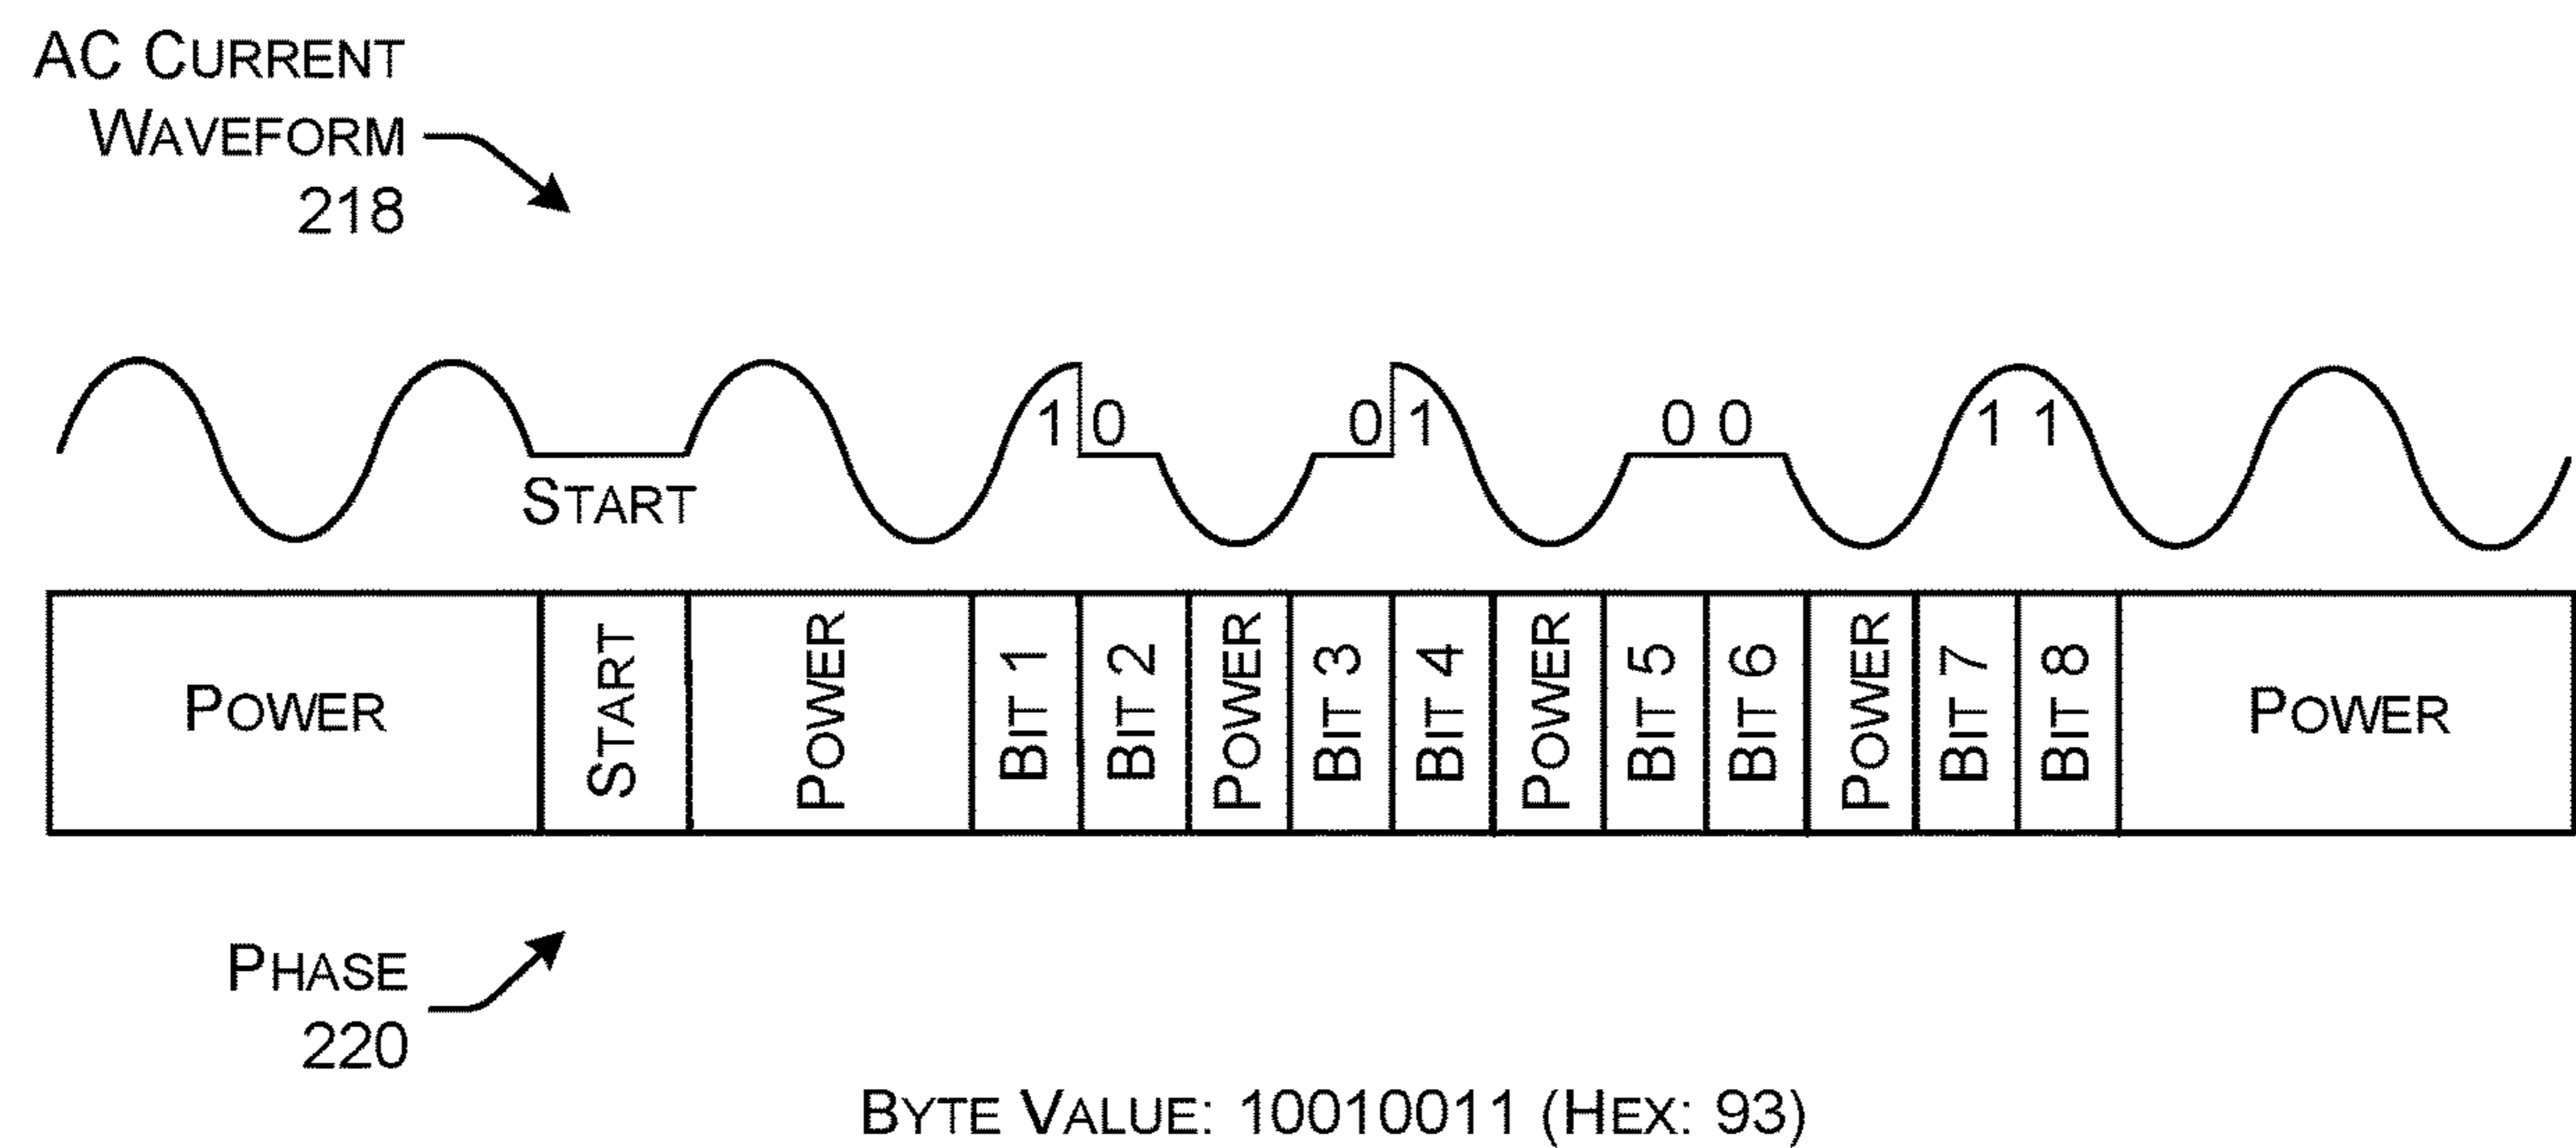 AC CURRENT
WAVEFORM
218
1 0 0 1 0 0 1 1
START
POWER START POWER BIT 1 BIT 2 POWER BIT 3 BIT 4 POWER BIT 5 BIT 6 POWER BIT 7 BIT 8 POWER
PHASE
220
BYTE VALUE: 10010011 (HEX: 93)